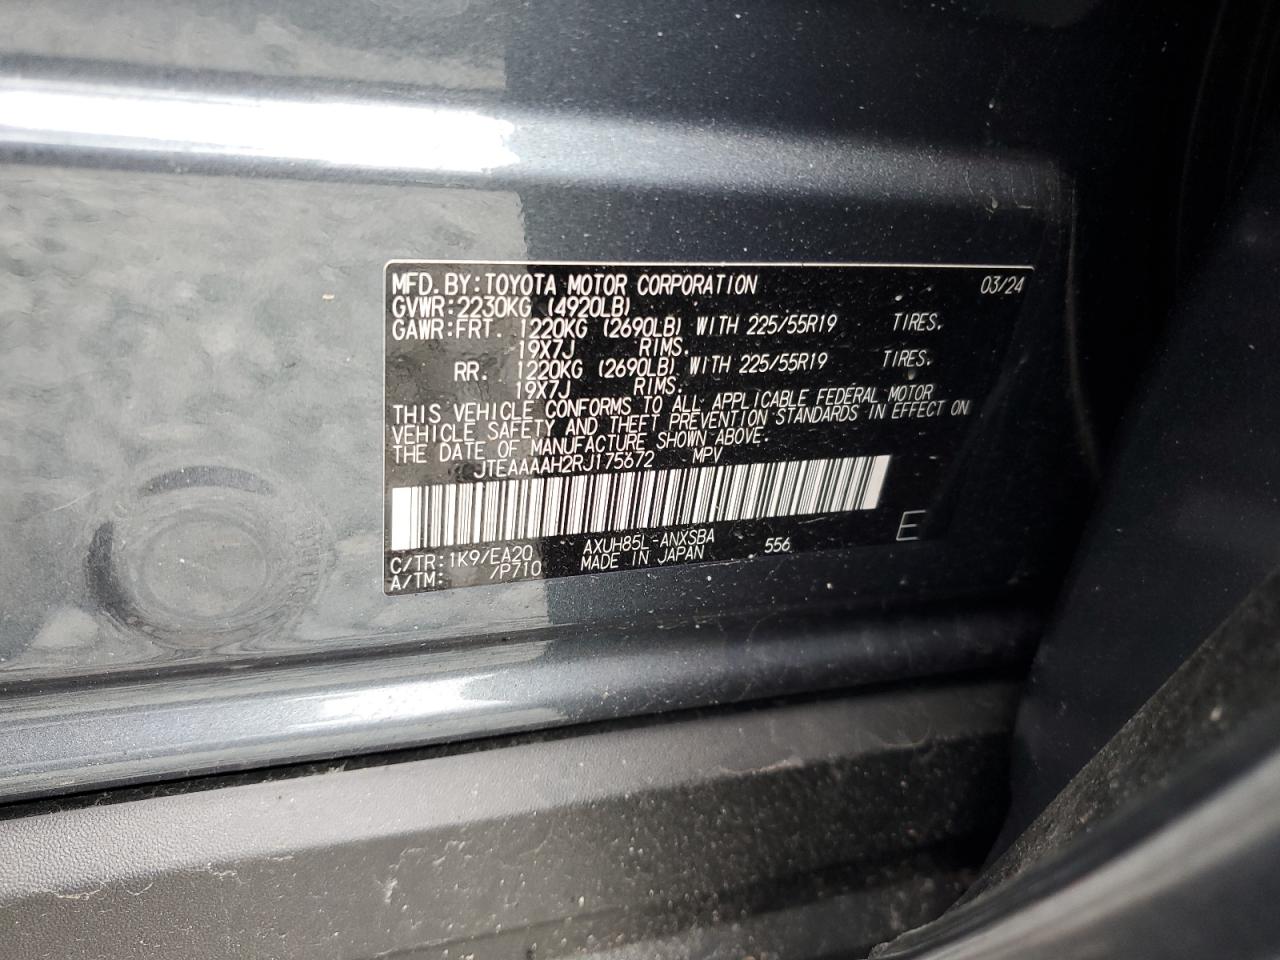 MFD. BY: TOYOTA MOTOR CORPORATION 03/24
GVWR: 2230KG (4920LB)
GAWR: FRT. 1220KG (2690LB) WITH 225/55R19 TIRES.
19X7J RIMS.
RR. 1220KG (2690LB) WITH 225/55R19 TIRES.
19X7J RIMS.
THIS VEHICLE CONFORMS TO ALL APPLICABLE FEDERAL MOTOR
VEHICLE SAFETY AND THEFT PREVENTION STANDARDS IN EFFECT ON
THE DATE OF MANUFACTURE SHOWN ABOVE.
JTEAAAAH2RJ175672 MPV
C/TR: 1K9/EA20 AXUH85L-ANXSBA 556 E
A/TM: /P710 MADE IN JAPAN